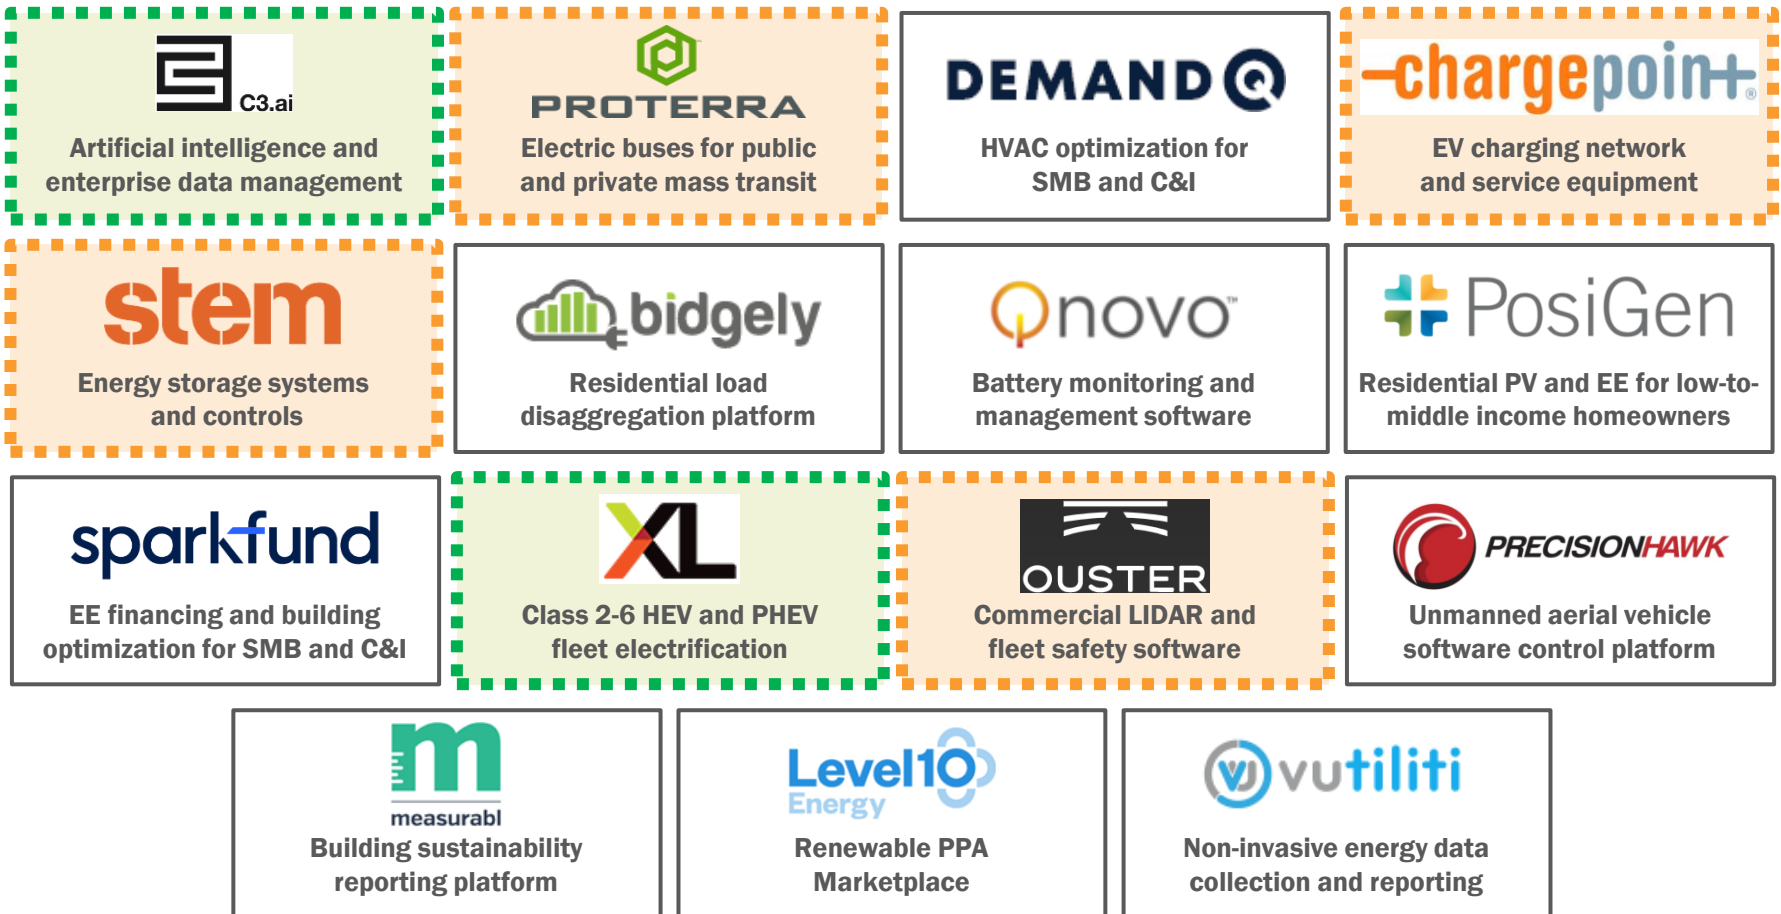 C3.ai
Artificial intelligence and
enterprise data management
PROTERRA
Electric buses for public
and private mass transit
DEMANDQ
HVAC optimization for
SMB and C&I
-chargepoin+®
EV charging network
and service equipment
stem
Energy storage systems
and controls
bidgely
Residential load
disaggregation platform
Qnovo™
Battery monitoring and
management software
PosiGen
Residential PV and EE for low-to-
middle income homeowners
sparkfund
EE financing and building
optimization for SMB and C&I
XL
Class 2-6 HEV and PHEV
fleet electrification
OUSTER
Commercial LIDAR and
fleet safety software
PRECISIONHAWK
Unmanned aerial vehicle
software control platform
m
measurabl
Building sustainability
reporting platform
Level10
Energy
Renewable PPA
Marketplace
vutiliti
Non-invasive energy data
collection and reporting